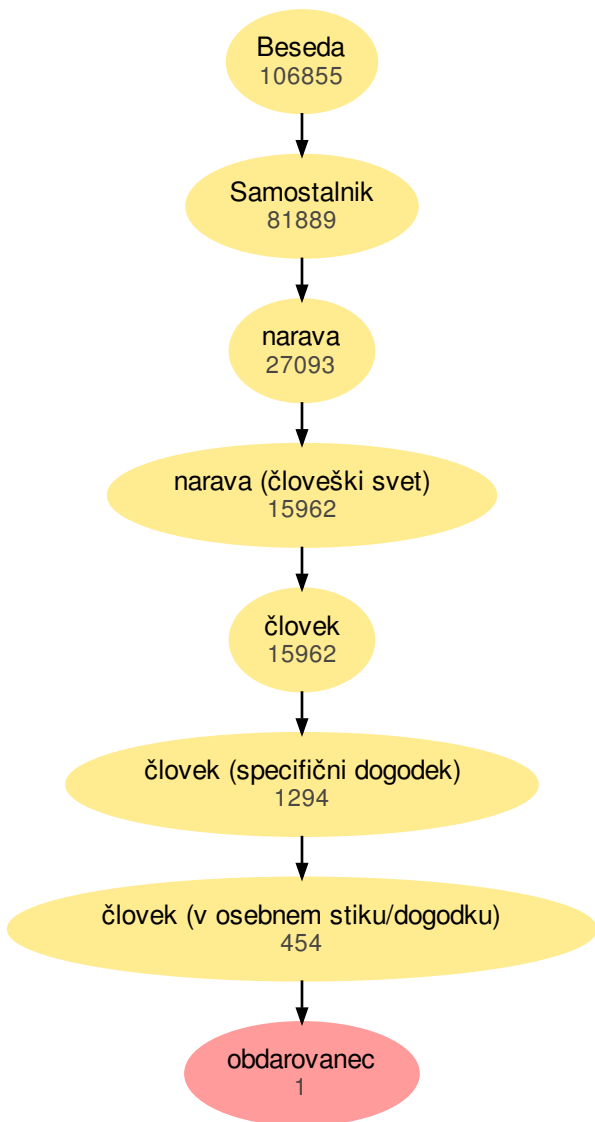 Beseda
106855
Samostalnik
81889
narava
27093
narava (človeški svet)
15962
človek
15962
človek (specifični dogodek)
1294
človek (v osebnem stiku/dogodku)
454
obdarovanec
1